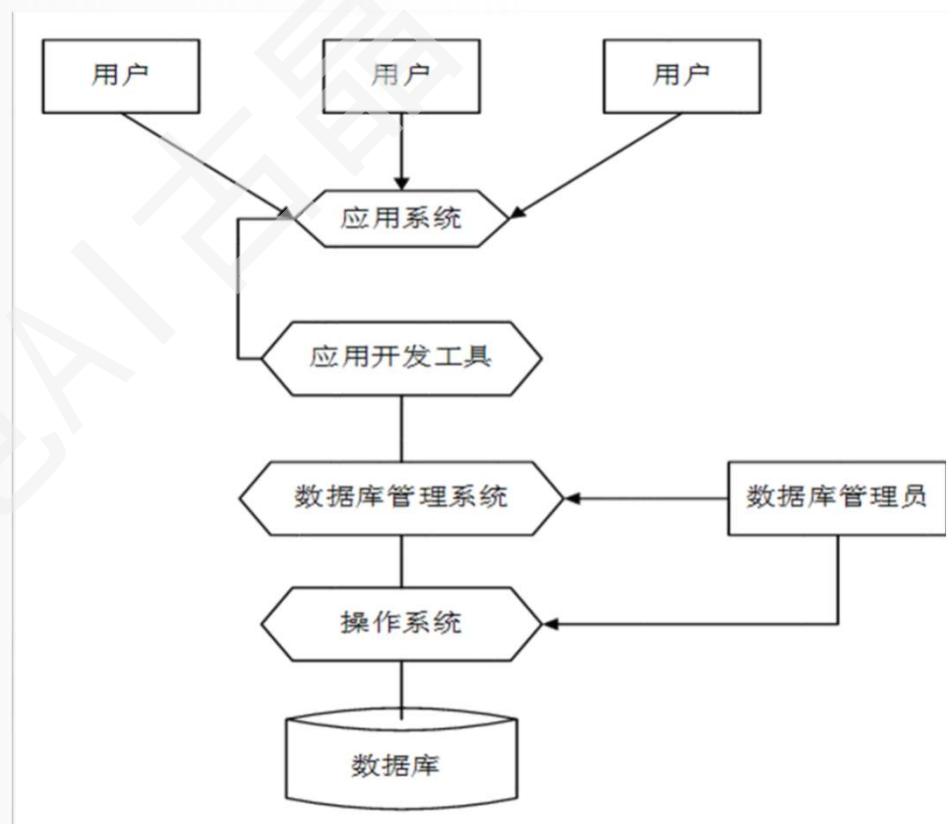 用户
用户
用户
应用系统
应用开发工具
数据库管理系统
数据库管理员
操作系统
数据库